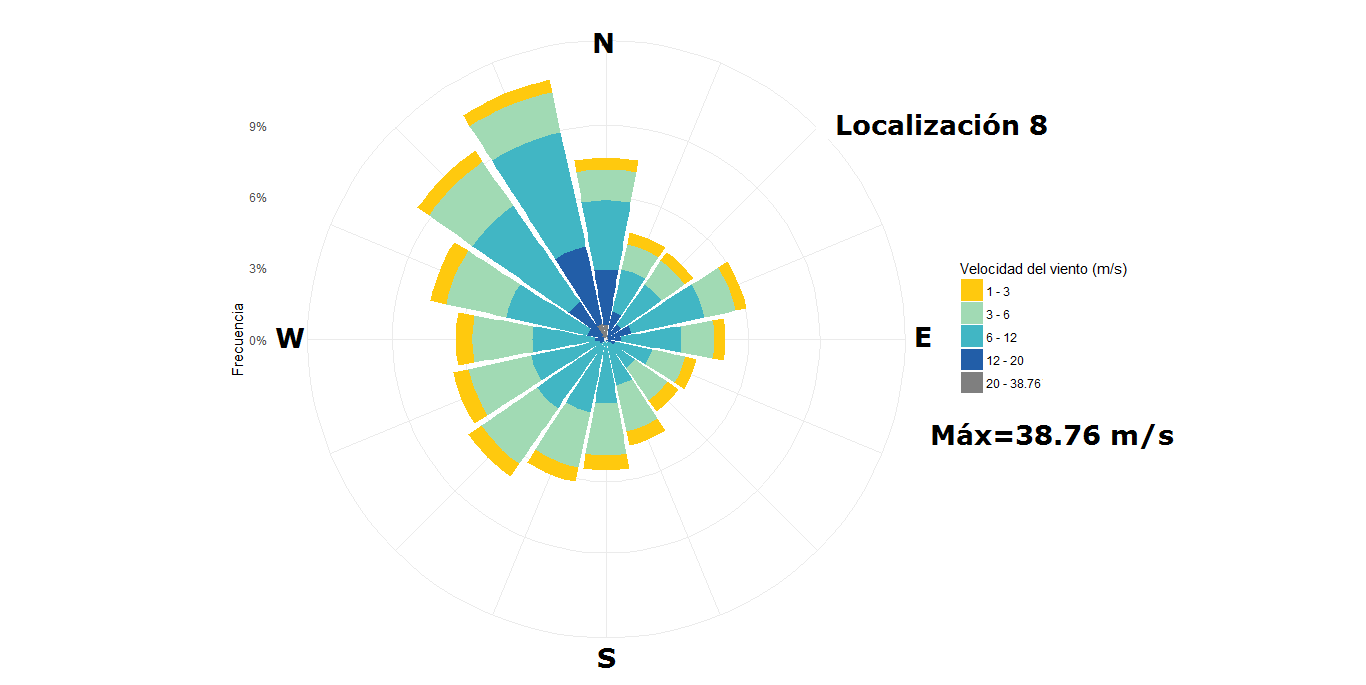 N
Localización 8
9%
6%
3%
0%
Frecuencia
W
E
S
Velocidad del viento (m/s)
1 - 3
3 - 6
6 - 12
12 - 20
20 - 38.76
Máx=38.76 m/s